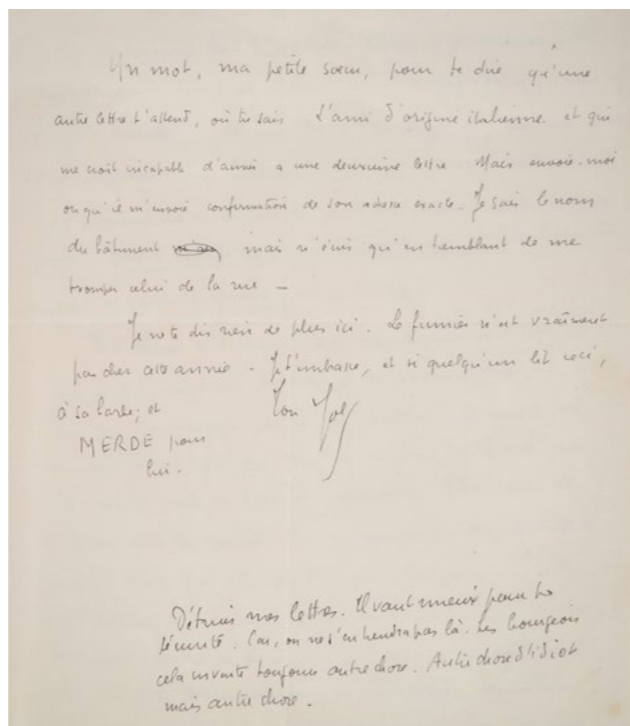 Un mot, ma petite sœur, pour te dire qu'une
autre lettre t'attend, où tu sais L'ami d'origine italienne et qui
me croit incapable d'arriver a une deuxième lettre. Mais envoie-moi
ou qu'il m'envoie confirmation de son adresse exacte. Je sais le nom
du bâtiment mais n'écris qu'en tremblant de me
tromper celui de la rue —
Je ne te dis rien de plus ici. Le fumier n'est vraiment
pas cher cette année - Je t'embrasse, et si quelqu'un lit ceci,
à sa barbe; et Ton
MERDE pour
lui.
Détruis mes lettres. Il vaut mieux pour ta
sécurité. Car, on ne s'en tiendra pas là. Les bourgeois
cela invente toujours autre chose. Autre chose d'idiot
mais autre chose.